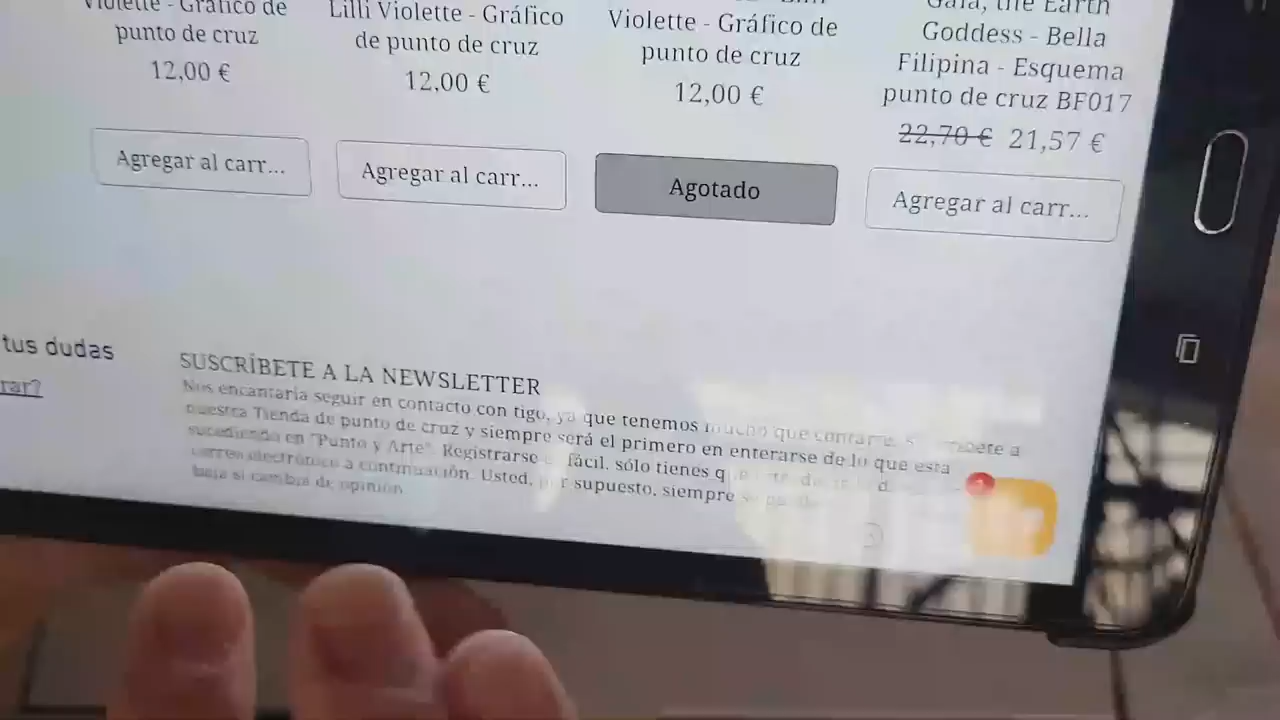 Violette - Gráfico de
punto de cruz
12,00 €
Agregar al carr...
Lilli Violette - Gráfico
de punto de cruz
12,00 €
Agregar al carr...
Violette - Gráfico de
punto de cruz
12,00 €
Agotado
Gaia, the Earth
Goddess - Bella
Filipina - Esquema
punto de cruz BF017
22,70 € 21,57 €
Agregar al carr...
tus dudas
rar?
SUSCRÍBETE A LA NEWSLETTER
Nos encantaría seguir en contacto con tigo, ya que tenemos mucho que contarte.
nuestra Tienda de punto de cruz y siempre será el primero en enterarse de lo que esta
sucediendo en "Punto y Arte". Registrarse fácil, sólo tienes
correo electrónico a continuación. Usted, por supuesto, siempre
baja si cambia de opinión